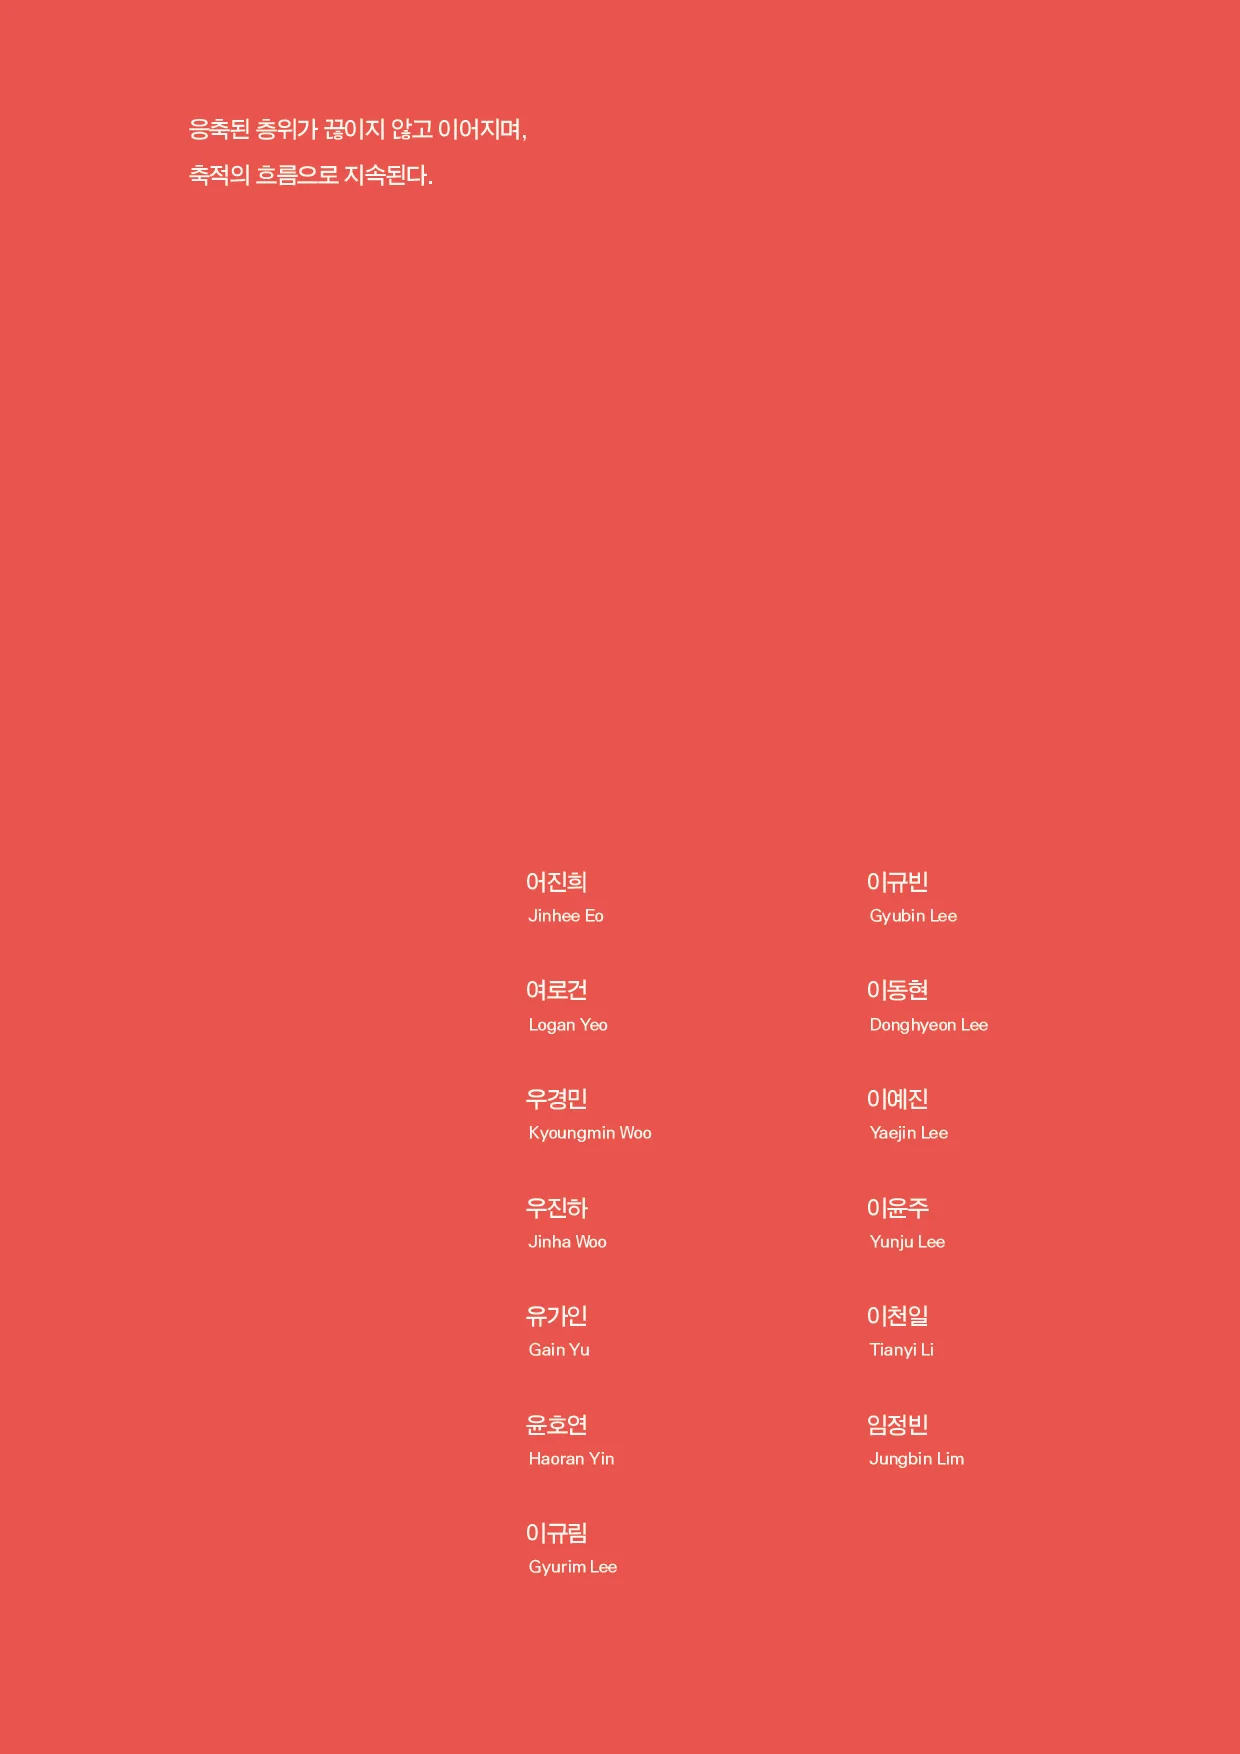 응축된 층위가 끊이지 않고 이어지며,
축적의 흐름으로 지속된다.
어진희
Jinhee Eo
여로건
Logan Yeo
우경민
Kyoungmin Woo
우진하
Jinha Woo
유가인
Gain Yu
윤호연
Haoran Yin
이규림
Gyurim Lee
이규빈
Gyubin Lee
이동현
Donghyeon Lee
이예진
Yaejin Lee
이윤주
Yunju Lee
이천일
Tianyi Li
임정빈
Jungbin Lim